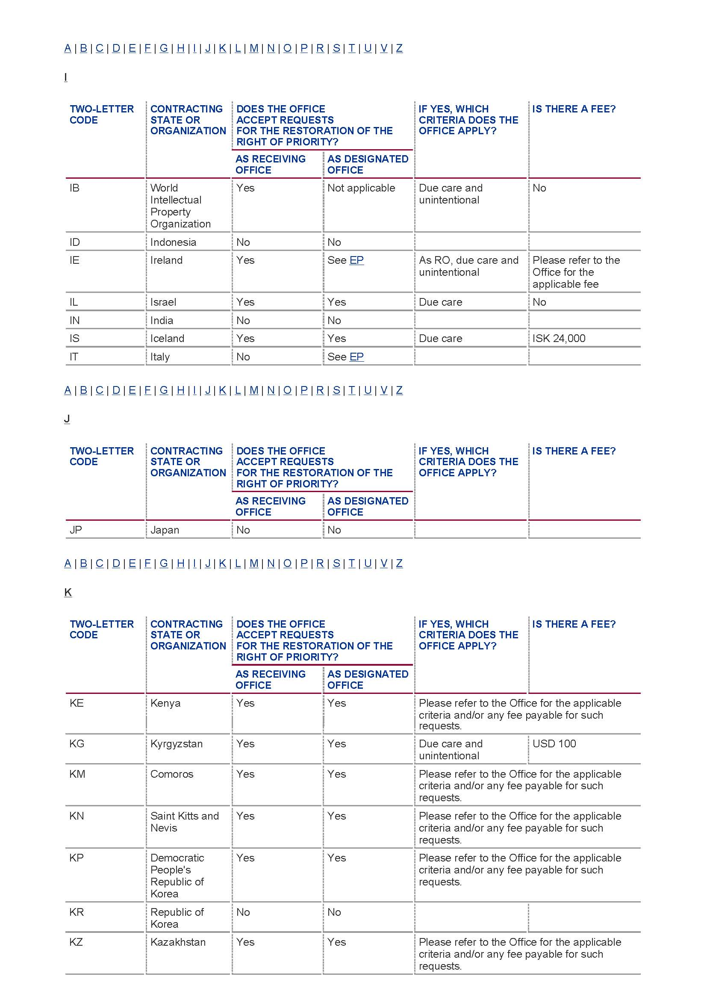 A | B | C | D | E | F | G | H | I | J | K | L | M | N | O | P | R | S | T | U | V | Z
I
TWO-LETTER CODE CONTRACTING STATE OR ORGANIZATION DOES THE OFFICE ACCEPT REQUESTS FOR THE RESTORATION OF THE RIGHT OF PRIORITY? IF YES, WHICH CRITERIA DOES THE OFFICE APPLY? IS THERE A FEE?
AS RECEIVING OFFICE AS DESIGNATED OFFICE
IB World Intellectual Property Organization Yes Not applicable Due care and unintentional No
ID Indonesia No No
IE Ireland Yes See EP As RO, due care and unintentional Please refer to the Office for the applicable fee
IL Israel Yes Yes Due care No
IN India No No
IS Iceland Yes Yes Due care ISK 24,000
IT Italy No See EP
A | B | C | D | E | F | G | H | I | J | K | L | M | N | O | P | R | S | T | U | V | Z
J
TWO-LETTER CODE CONTRACTING STATE OR ORGANIZATION DOES THE OFFICE ACCEPT REQUESTS FOR THE RESTORATION OF THE RIGHT OF PRIORITY? IF YES, WHICH CRITERIA DOES THE OFFICE APPLY? IS THERE A FEE?
AS RECEIVING OFFICE AS DESIGNATED OFFICE
JP Japan No No
A | B | C | D | E | F | G | H | I | J | K | L | M | N | O | P | R | S | T | U | V | Z
K
TWO-LETTER CODE CONTRACTING STATE OR ORGANIZATION DOES THE OFFICE ACCEPT REQUESTS FOR THE RESTORATION OF THE RIGHT OF PRIORITY? IF YES, WHICH CRITERIA DOES THE OFFICE APPLY? IS THERE A FEE?
AS RECEIVING OFFICE AS DESIGNATED OFFICE
KE Kenya Yes Yes Please refer to the Office for the applicable criteria and/or any fee payable for such requests.
KG Kyrgyzstan Yes Yes Due care and unintentional USD 100
KM Comoros Yes Yes Please refer to the Office for the applicable criteria and/or any fee payable for such requests.
KN Saint Kitts and Nevis Yes Yes Please refer to the Office for the applicable criteria and/or any fee payable for such requests.
KP Democratic People's Republic of Korea Yes Yes Please refer to the Office for the applicable criteria and/or any fee payable for such requests.
KR Republic of Korea No No
KZ Kazakhstan Yes Yes Please refer to the Office for the applicable criteria and/or any fee payable for such requests.